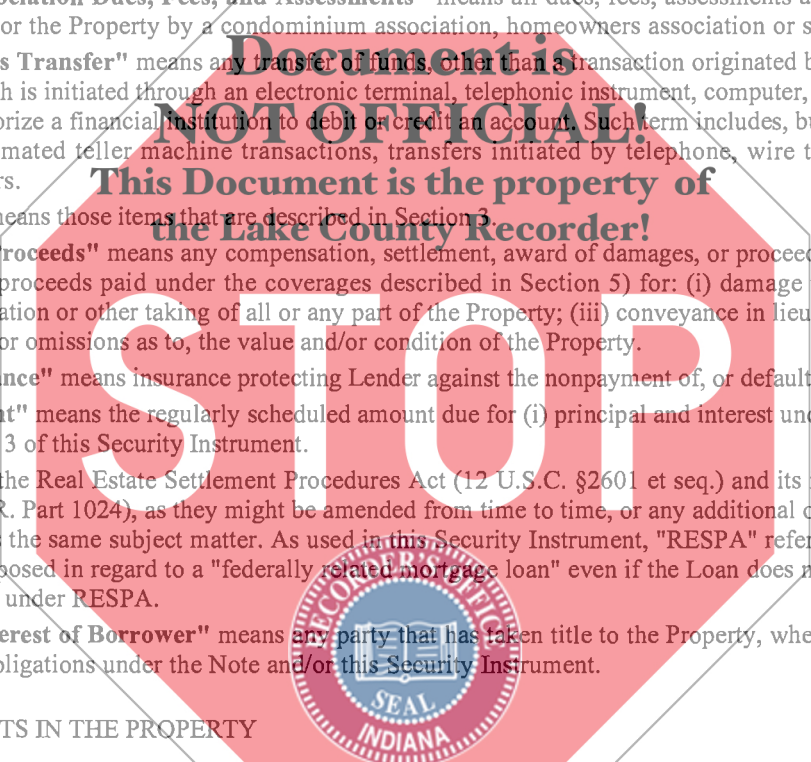 ociation Dues, Fees, and Assessments" means all dues, fees, assessments a
or the Property by a condominium association, homeowners association or s
Document is
s Transfer" means any transfer of funds, other than a transaction originated b
h is initiated through an electronic terminal, telephonic instrument, computer,
NOT OFFICIAL!
orize a financial institution to debit or credit an account. Such term includes, bu
mated teller machine transactions, transfers initiated by telephone, wire t
rs.
This Document is the property of
eans those items that are described in Section 3.
the Lake County Recorder!
roceeds" means any compensation, settlement, award of damages, or proceed
proceeds paid under the coverages described in Section 5) for: (i) damage
ation or other taking of all or any part of the Property; (iii) conveyance in lieu
or omissions as to, the value and/or condition of the Property.
STOP
nce" means insurance protecting Lender against the nonpayment of, or default
nt" means the regularly scheduled amount due for (i) principal and interest und
3 of this Security Instrument.
the Real Estate Settlement Procedures Act (12 U.S.C. §2601 et seq.) and its
R. Part 1024), as they might be amended from time to time, or any additional o
the same subject matter. As used in this Security Instrument, "RESPA" refer
posed in regard to a "federally related mortgage loan" even if the Loan does n
under RESPA.
erest of Borrower" means any party that has taken title to the Property, whe
bligations under the Note and/or this Security Instrument.
RECORDER'S OFFICE
SEAL
INDIANA
TS IN THE PROPERTY